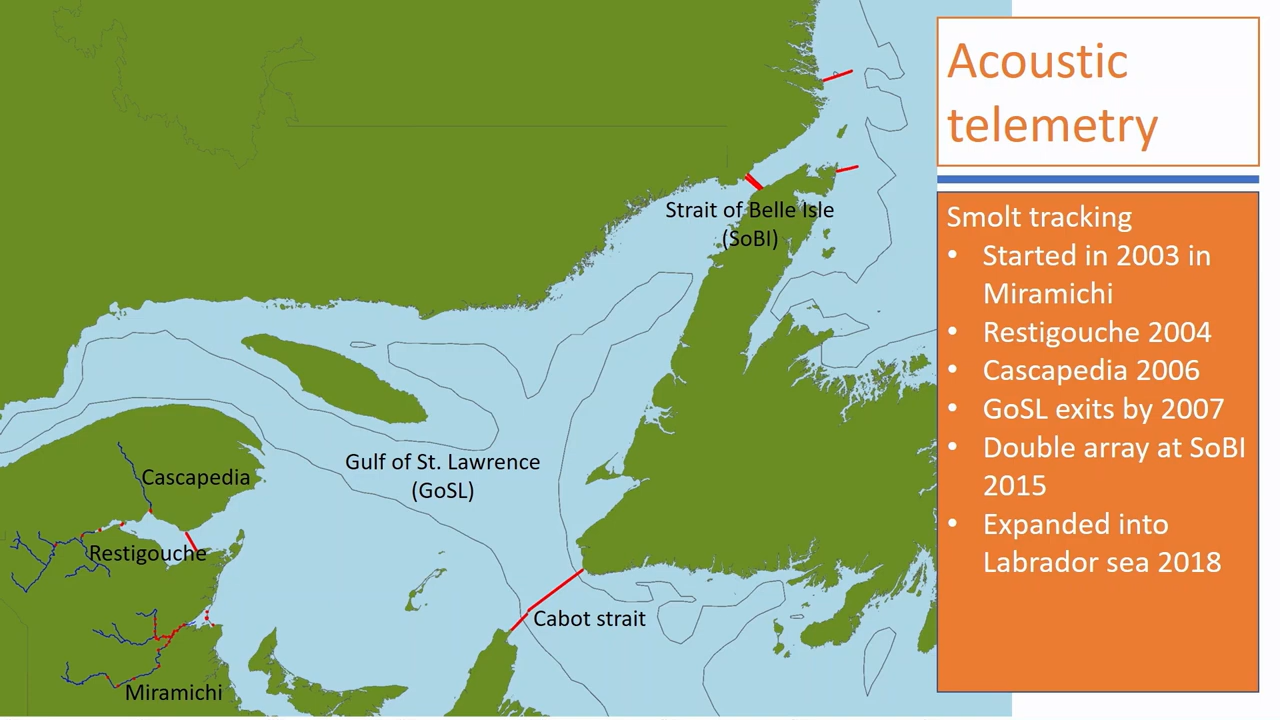 Acoustic
telemetry
Smolt tracking
• Started in 2003 in
Miramichi
• Restigouche 2004
• Cascapedia 2006
• GoSL exits by 2007
• Double array at SoBI
2015
• Expanded into
Labrador sea 2018
Strait of Belle Isle
(SoBI)
Gulf of St. Lawrence
(GoSL)
Cascapedia
Restigouche
Cabot strait
Miramichi